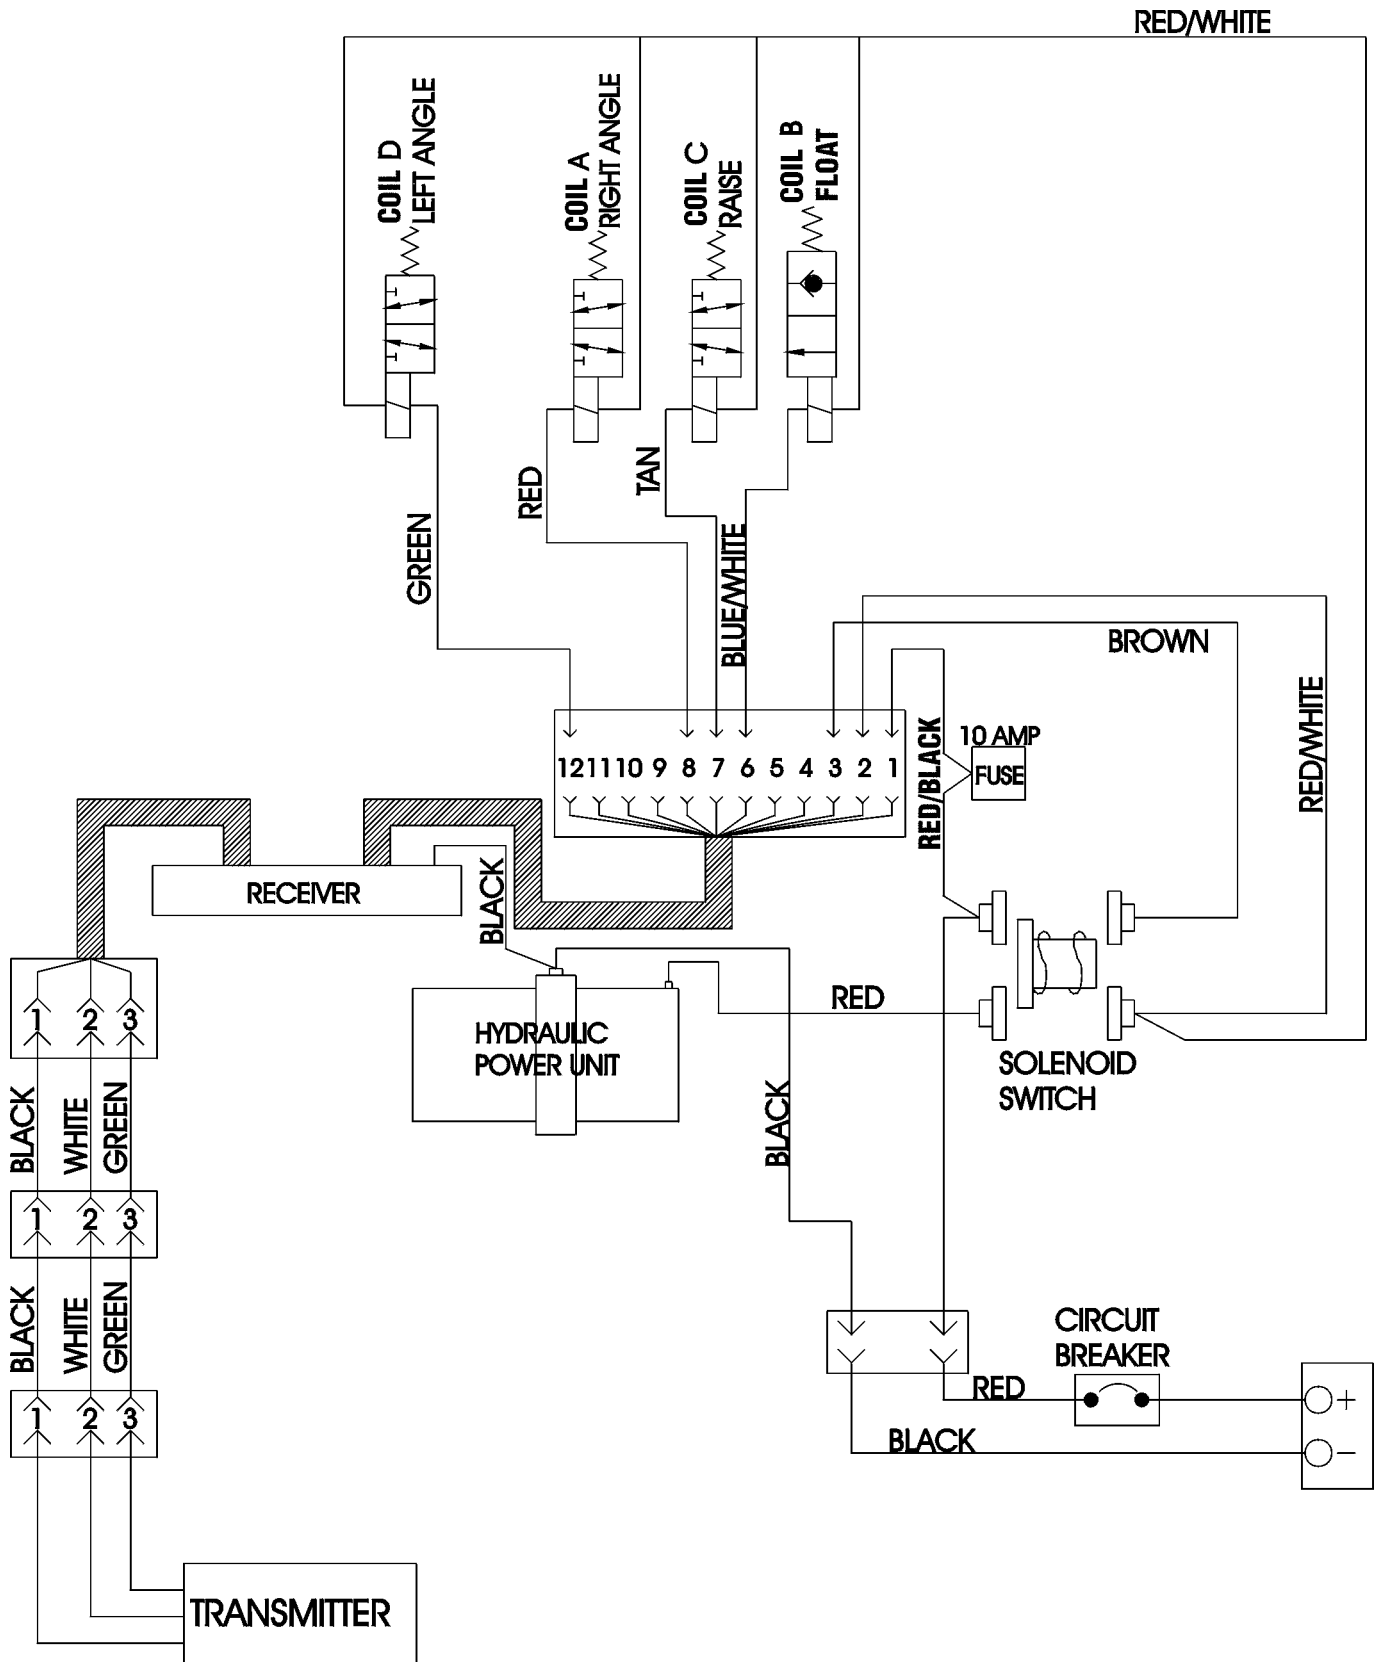 RED/WHITE
COIL D
LEFT ANGLE
COIL A
RIGHT ANGLE
COIL C
RAISE
COIL B
FLOAT
GREEN
RED
TAN
BLUE/WHITE
BROWN
RED/WHITE
RED/BLACK
10 AMP
FUSE
12 11 10 9 8 7 6 5 4 3 2 1
RECEIVER
BLACK
HYDRAULIC
POWER UNIT
RED
SOLENOID
SWITCH
BLACK
1 2 3
BLACK
WHITE
GREEN
1 2 3
BLACK
WHITE
GREEN
1 2 3
CIRCUIT
BREAKER
RED
BLACK
+
−
TRANSMITTER